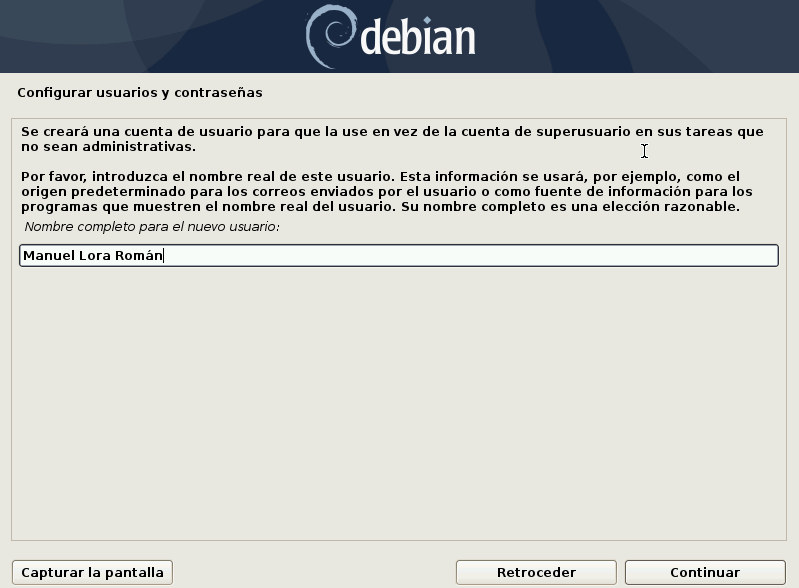 debian
Configurar usuarios y contraseñas
Se creará una cuenta de usuario para que la use en vez de la cuenta de superusuario en sus tareas que
no sean administrativas.
Por favor, introduzca el nombre real de este usuario. Esta información se usará, por ejemplo, como el
origen predeterminado para los correos enviados por el usuario o como fuente de información para los
programas que muestren el nombre real del usuario. Su nombre completo es una elección razonable.
Nombre completo para el nuevo usuario:
Manuel Lora Román
Capturar la pantalla
Retroceder
Continuar